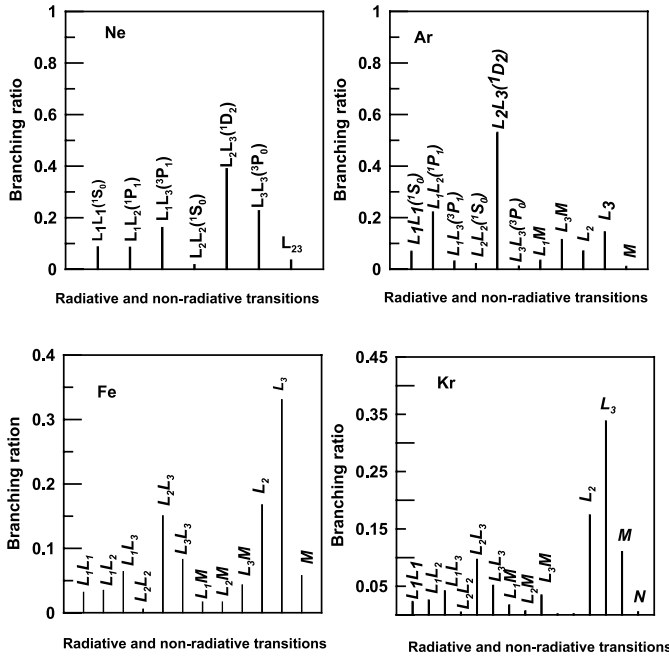 Ne
Branching ratio
1
0.8
0.6
0.4
0.2
0
L₁L₁(¹S₀)
L₁L₂(¹P₁)
L₁L₃(³P₁)
L₂L₂(¹S₀)
L₂L₃(¹D₂)
L₃L₃(³P₀)
L₂₃
Radiative and non-radiative transitions
Ar
Branching ratio
1
0.8
0.6
0.4
0.2
0
L₁L₁(¹S₀)
L₁L₂(¹P₁)
L₁L₃(³P₁)
L₂L₂(¹S₀)
L₂L₃(¹D₂)
L₃L₃(³P₀)
L₁M
L₃M
L₂
L₃
M
Radiative and non-radiative transitions
Fe
Branching ration
0.4
0.3
0.2
0.1
0
L₁L₁
L₁L₂
L₁L₃
L₂L₂
L₂L₃
L₃L₃
L₁M
L₂M
L₃M
L₂
L₃
M
Radiative and non-radiative transitions
Kr
Branching ratio
0.45
0.35
0.25
0.15
0.05
L₁L₁
L₁L₂
L₁L₃
L₂L₂
L₂L₃
L₃L₃
L₁M
L₂M
L₃M
L₂
L₃
M
N
Radiative and non-radiative transitions